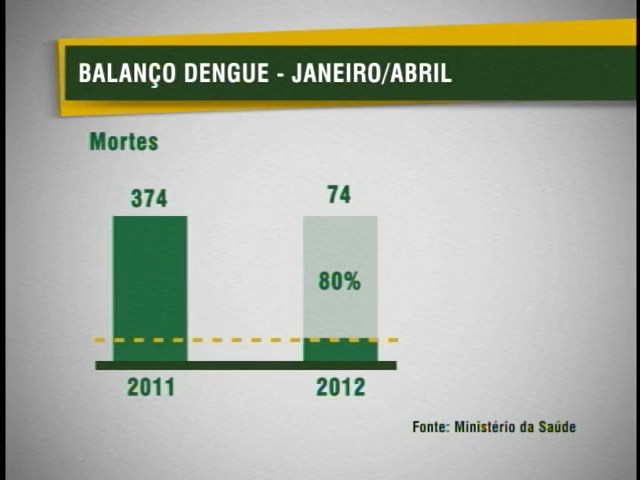 BALANÇO DENGUE - JANEIRO/ABRIL
Mortes
374
74
80%
2011
2012
Fonte: Ministério da Saúde